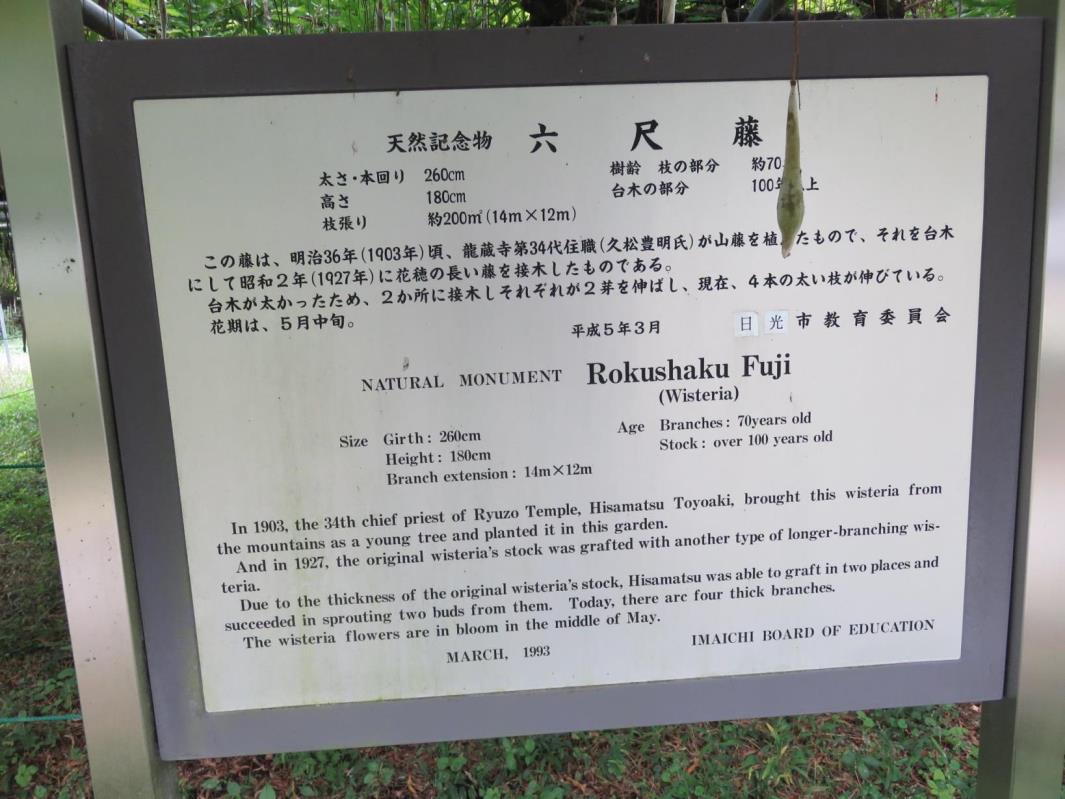 天然記念物 六尺藤
太さ・本回り 260cm 樹齢 枝の部分 約70
高さ 180cm 台木の部分 100年 上
枝張り 約200㎡(14m×12m)
この藤は、明治36年(1903年)頃、龍蔵寺第34代住職(久松豊明氏)が山藤を植 たもので、それを台木
にして昭和2年(1927年)に花穂の長い藤を接木したものである。
台木が太かったため、2か所に接木しそれぞれが2芽を伸ばし、現在、4本の太い枝が伸びている。
花期は、5月中旬。
平成5年3月 日光市教育委員会
NATURAL MONUMENT Rokushaku Fuji
(Wisteria)
Size Girth: 260cm Age Branches: 70years old
Height: 180cm Stock: over 100 years old
Branch extension: 14m×12m
In 1903, the 34th chief priest of Ryuzo Temple, Hisamatsu Toyoaki, brought this wisteria from
the mountains as a young tree and planted it in this garden.
And in 1927, the original wisteria's stock was grafted with another type of longer-branching wis-
teria.
Due to the thickness of the original wisteria's stock, Hisamatsu was able to graft in two places and
succeeded in sprouting two buds from them. Today, there are four thick branches.
The wisteria flowers are in bloom in the middle of May.
MARCH, 1993 IMAICHI BOARD OF EDUCATION